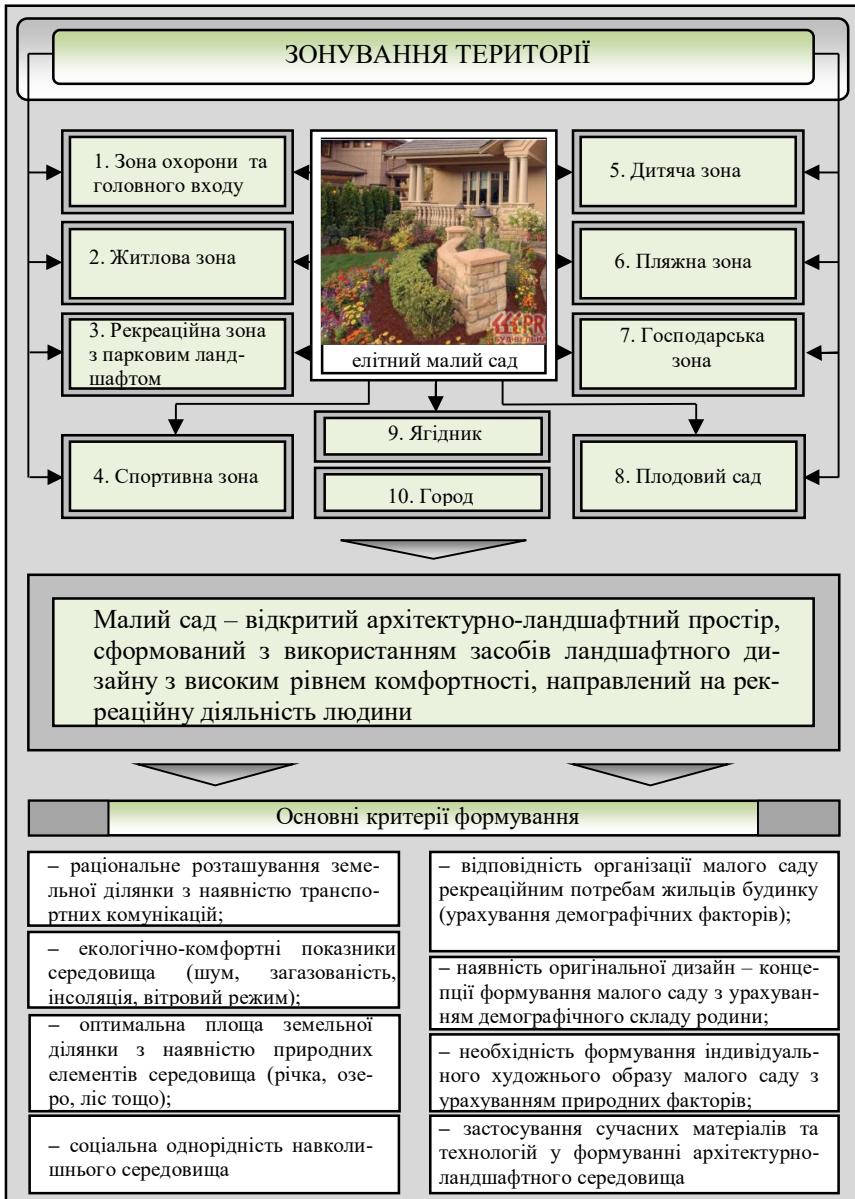 ЗОНУВАННЯ ТЕРИТОРІЇ
1. Зона охорони та
головного входу
2. Житлова зона
3. Рекреаційна зона
з парковим ланд-
шафтом
4. Спортивна зона
елітний малий сад
5. Дитяча зона
6. Пляжна зона
7. Господарська
зона
8. Плодовий сад
9. Ягідник
10. Город
Малий сад – відкритий архітектурно-ландшафтний простір,
сформований з використанням засобів ландшафтного ди-
зайну з високим рівнем комфортності, направлений на рек-
реаційну діяльність людини
Основні критерії формування
– раціональне розташування земе-
льної ділянки з наявністю транспо-
ртних комунікацій;
– екологічно-комфортні показники
середовища (шум, загазованість,
інсоляція, вітровий режим);
– оптимальна площа земельної
ділянки з наявністю природних
елементів середовища (річка, озе-
ро, ліс тощо);
– соціальна однорідність навколи-
шнього середовища
– відповідність організації малого саду
рекреаційним потребам жильців будинку
(урахування демографічних факторів);
– наявність оригінальної дизайн – конце-
пції формування малого саду з урахуван-
ням демографічного складу родини;
– необхідність формування індивідуаль-
ного художнього образу малого саду з
урахуванням природних факторів;
– застосування сучасних матеріалів та
технологій у формуванні архітектурно-
ландшафтного середовища